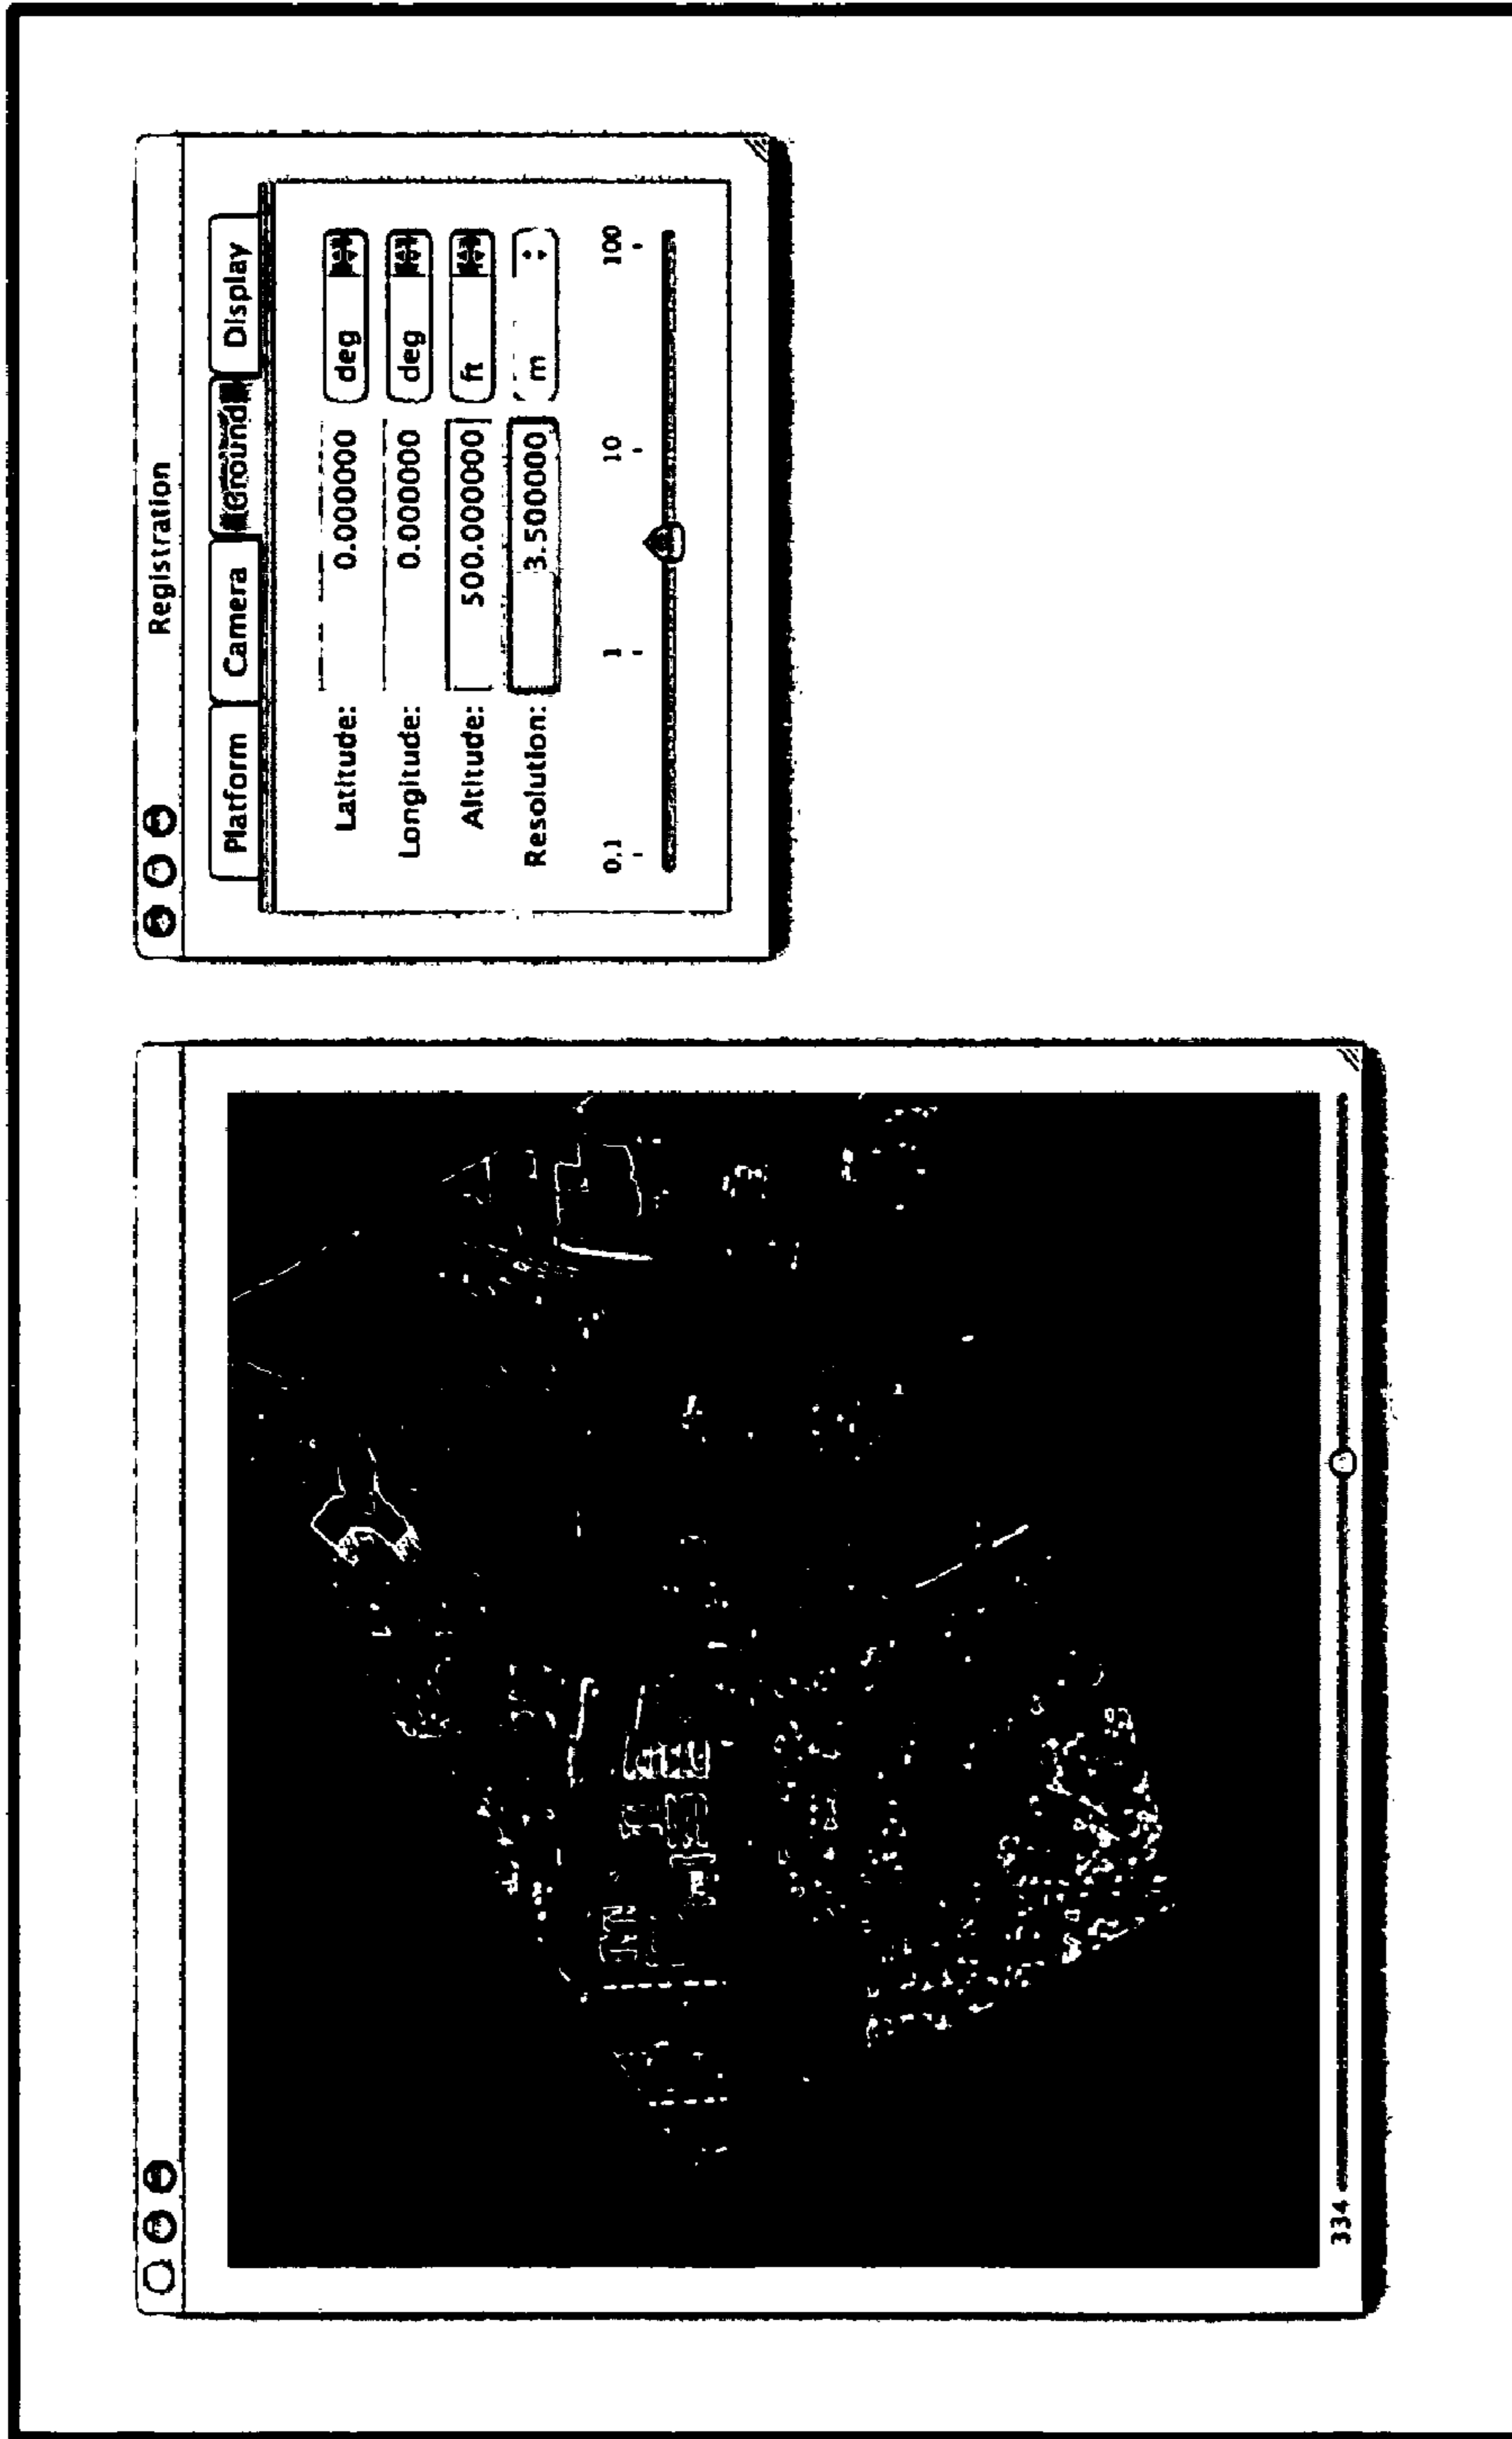 334
Registration
Platform Camera Ground Display
Latitude: 0.000000 deg
Longitude: 0.000000 deg
Altitude: 500.000000 ft
Resolution: 3.500000 m
0.1 1 10 100